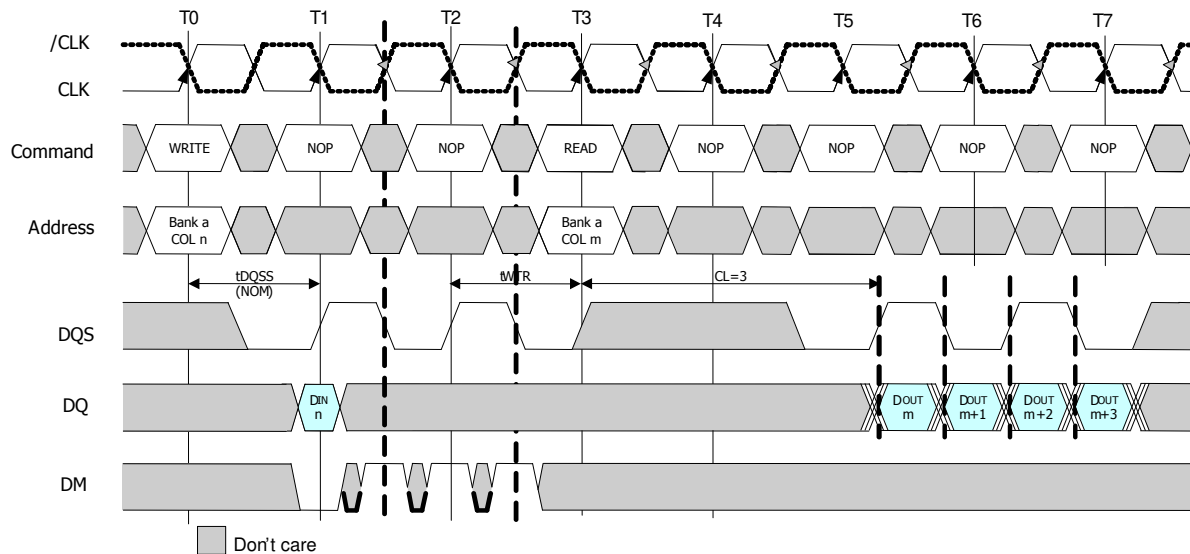 T0 T1 T2 T3 T4 T5 T6 T7
/CLK
CLK
Command WRITE NOP NOP READ NOP NOP NOP NOP
Address Bank a COL n Bank a COL m
tDQSS (NOM) tWTR CL=3
DQS
DQ DIN n DOUT m DOUT m+1 DOUT m+2 DOUT m+3
DM
Don't care